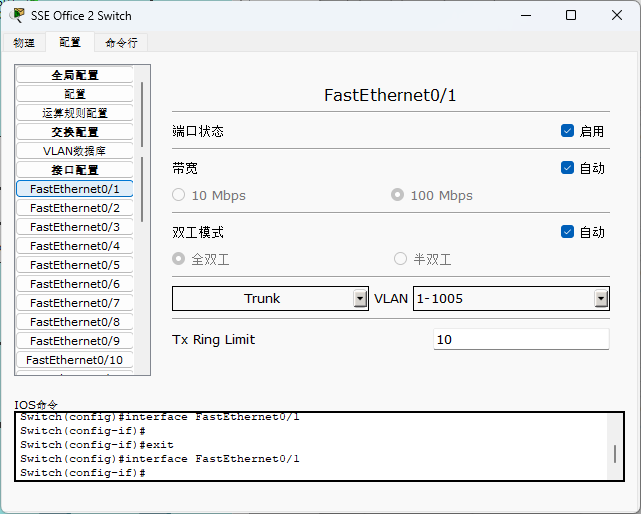 SSE Office 2 Switch
物理
配置
命令行
全局配置
配置
运算规则配置
交换配置
VLAN数据库
接口配置
FastEthernet0/1
FastEthernet0/2
FastEthernet0/3
FastEthernet0/4
FastEthernet0/5
FastEthernet0/6
FastEthernet0/7
FastEthernet0/8
FastEthernet0/9
FastEthernet0/10
FastEthernet0/1
端口状态 启用
带宽 自动
10 Mbps 100 Mbps
双工模式 自动
全双工 半双工
Trunk VLAN 1-1005
Tx Ring Limit 10
IOS命令
Switch(config)#interface FastEthernet0/1
Switch(config-if)#
Switch(config-if)#exit
Switch(config)#interface FastEthernet0/1
Switch(config-if)#